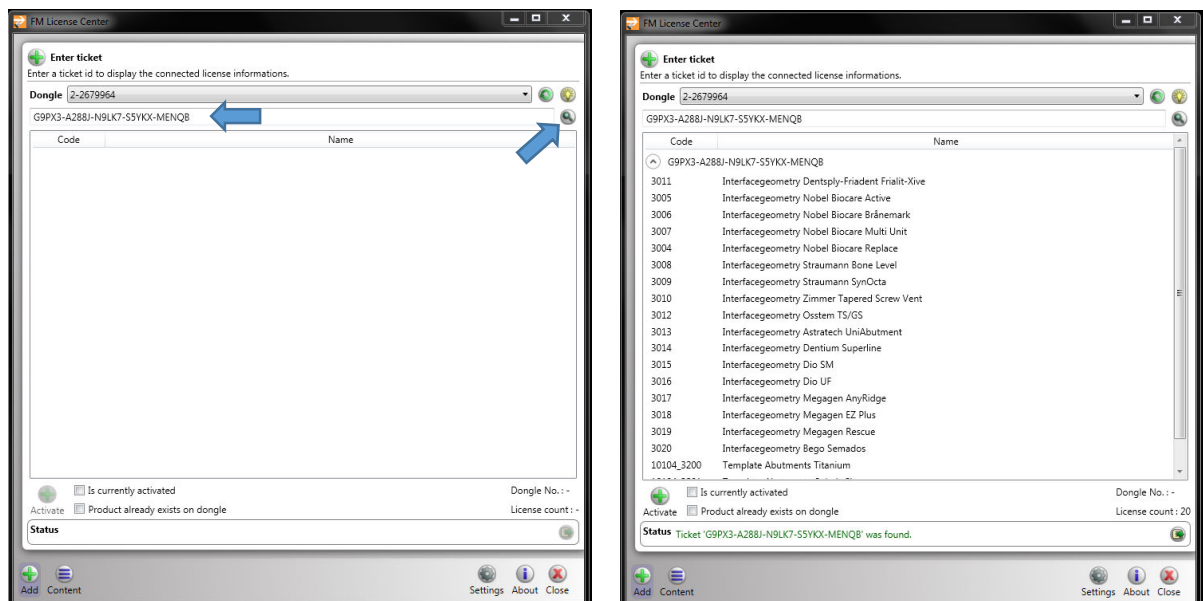 FM License Center
Enter ticket
Enter a ticket id to display the connected license informations.
Dongle 2-2679964
G9PX3-A288J-N9LK7-S5YKX-MENQB
Code Name
Is currently activated Dongle No. : -
Activate Product already exists on dongle License count : -
Status
Add Content Settings About Close
FM License Center
Enter ticket
Enter a ticket id to display the connected license informations.
Dongle 2-2679964
G9PX3-A288J-N9LK7-S5YKX-MENQB
Code Name
G9PX3-A288J-N9LK7-S5YKX-MENQB
3011 Interfacegeometry Dentsply-Friadent Frialit-Xive
3005 Interfacegeometry Nobel Biocare Active
3006 Interfacegeometry Nobel Biocare Brånemark
3007 Interfacegeometry Nobel Biocare Multi Unit
3004 Interfacegeometry Nobel Biocare Replace
3008 Interfacegeometry Straumann Bone Level
3009 Interfacegeometry Straumann SynOcta
3010 Interfacegeometry Zimmer Tapered Screw Vent
3012 Interfacegeometry Osstem TS/GS
3013 Interfacegeometry Astratech UniAbutment
3014 Interfacegeometry Dentium Superline
3015 Interfacegeometry Dio SM
3016 Interfacegeometry Dio UF
3017 Interfacegeometry Megagen AnyRidge
3018 Interfacegeometry Megagen EZ Plus
3019 Interfacegeometry Megagen Rescue
3020 Interfacegeometry Bego Semados
10104_3200 Template Abutments Titanium
Is currently activated Dongle No. : -
Activate Product already exists on dongle License count : 20
Status Ticket 'G9PX3-A288J-N9LK7-S5YKX-MENQB' was found.
Add Content Settings About Close